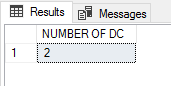 Results Messages
NUMBER OF DC
1 2